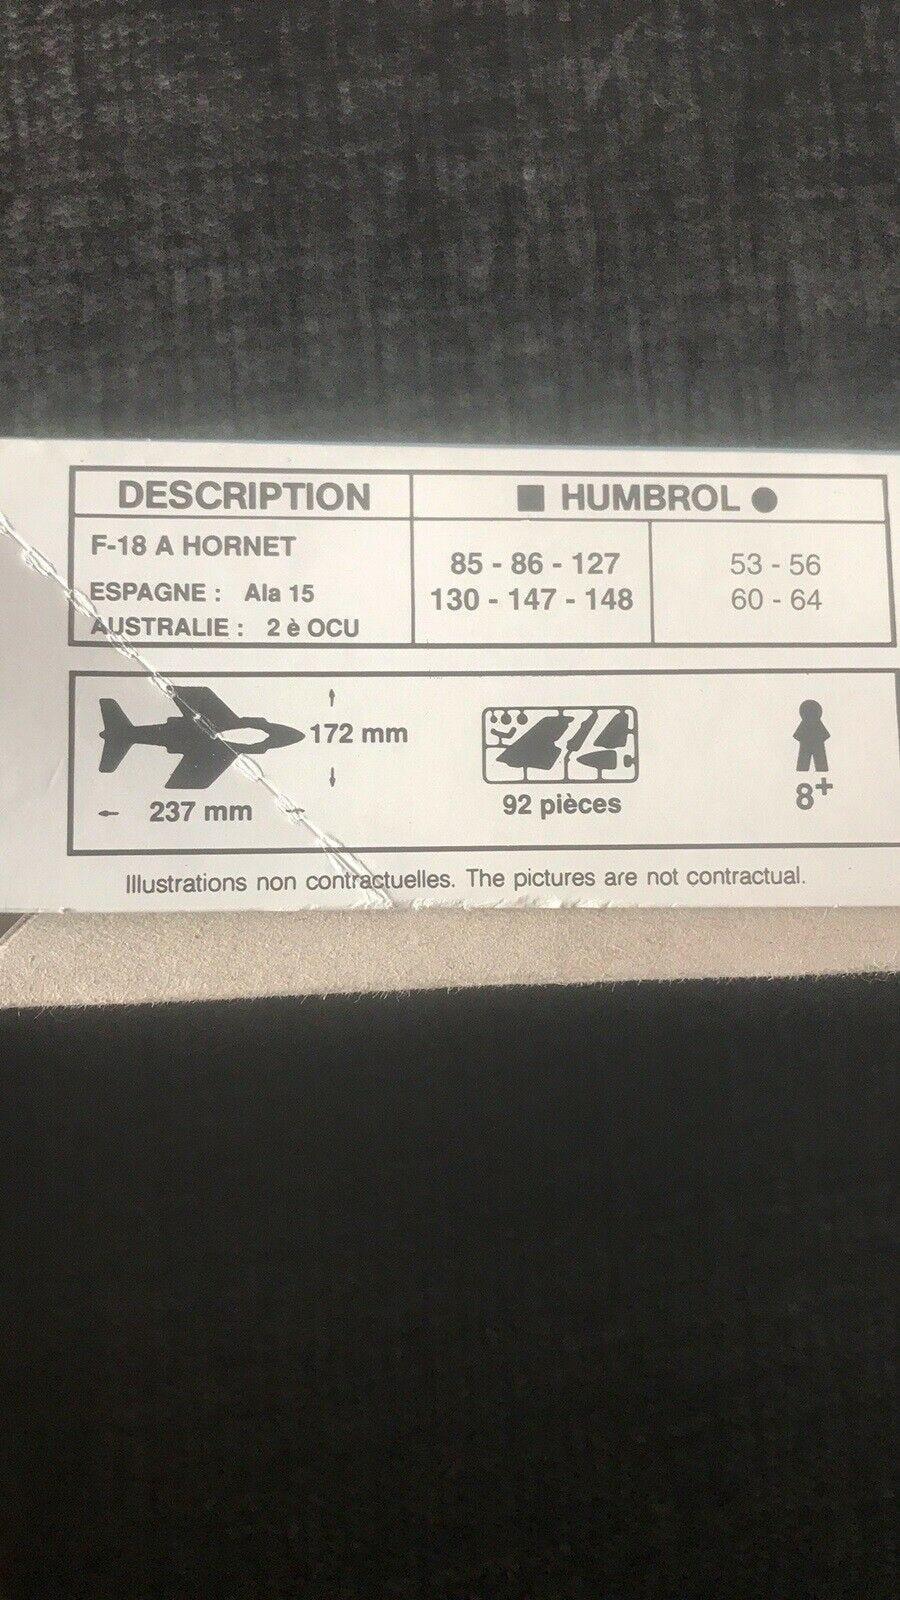 DESCRIPTION
■ HUMBROL ●
F-18 A HORNET
ESPAGNE : Ala 15
AUSTRALIE : 2 è OCU
85 - 86 - 127
130 - 147 - 148
53 - 56
60 - 64
172 mm
237 mm
92 pièces
8+
Illustrations non contractuelles. The pictures are not contractual.